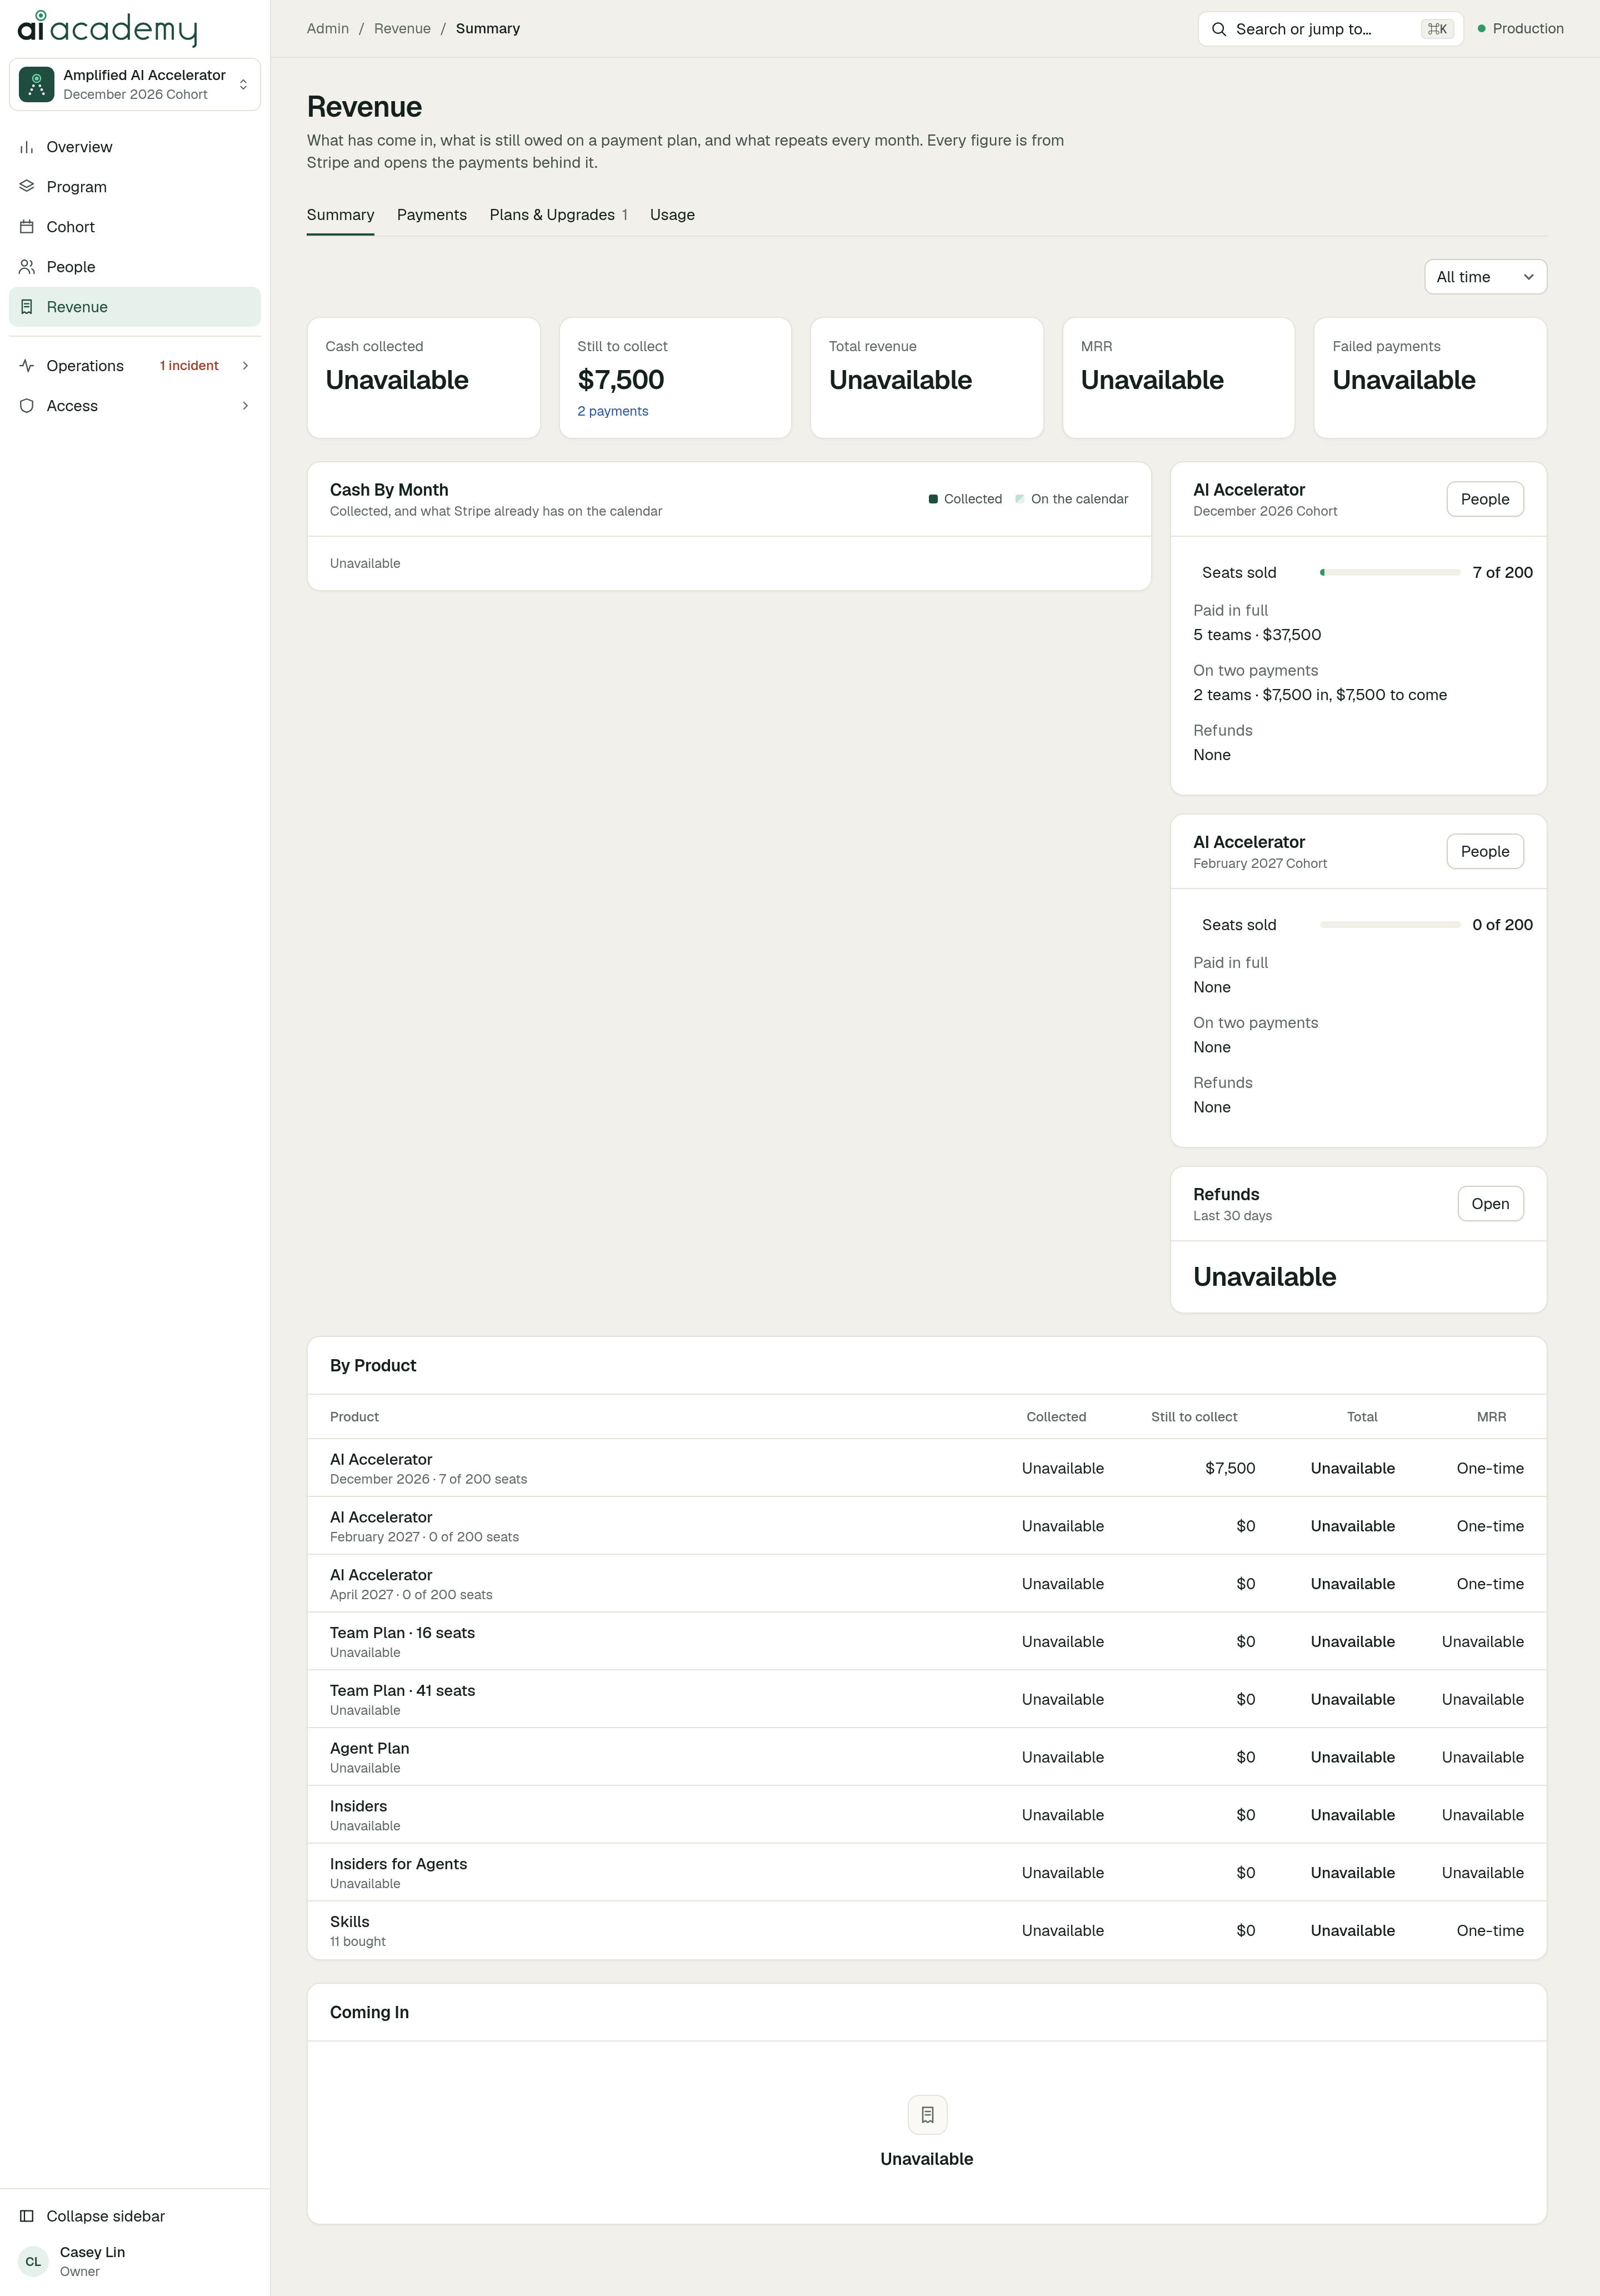 ai academy
Amplified AI Accelerator
December 2026 Cohort
Overview
Program
Cohort
People
Revenue
Operations 1 incident
Access
Collapse sidebar
CL
Casey Lin
Owner
Admin / Revenue / Summary
Search or jump to... ⌘K
Production
Revenue
What has come in, what is still owed on a payment plan, and what repeats every month. Every figure is from
Stripe and opens the payments behind it.
Summary Payments Plans & Upgrades 1 Usage
All time
Cash collected
Unavailable
Still to collect
$7,500
2 payments
Total revenue
Unavailable
MRR
Unavailable
Failed payments
Unavailable
Cash By Month
Collected, and what Stripe already has on the calendar
Collected On the calendar
Unavailable
AI Accelerator
December 2026 Cohort
People
Seats sold 7 of 200
Paid in full
5 teams · $37,500
On two payments
2 teams · $7,500 in, $7,500 to come
Refunds
None
AI Accelerator
February 2027 Cohort
People
Seats sold 0 of 200
Paid in full
None
On two payments
None
Refunds
None
Refunds
Last 30 days
Open
Unavailable
By Product
Product Collected Still to collect Total MRR
AI Accelerator
December 2026 · 7 of 200 seats
Unavailable $7,500 Unavailable One-time
AI Accelerator
February 2027 · 0 of 200 seats
Unavailable $0 Unavailable One-time
AI Accelerator
April 2027 · 0 of 200 seats
Unavailable $0 Unavailable One-time
Team Plan · 16 seats
Unavailable
Unavailable $0 Unavailable Unavailable
Team Plan · 41 seats
Unavailable
Unavailable $0 Unavailable Unavailable
Agent Plan
Unavailable
Unavailable $0 Unavailable Unavailable
Insiders
Unavailable
Unavailable $0 Unavailable Unavailable
Insiders for Agents
Unavailable
Unavailable $0 Unavailable Unavailable
Skills
11 bought
Unavailable $0 Unavailable One-time
Coming In
Unavailable